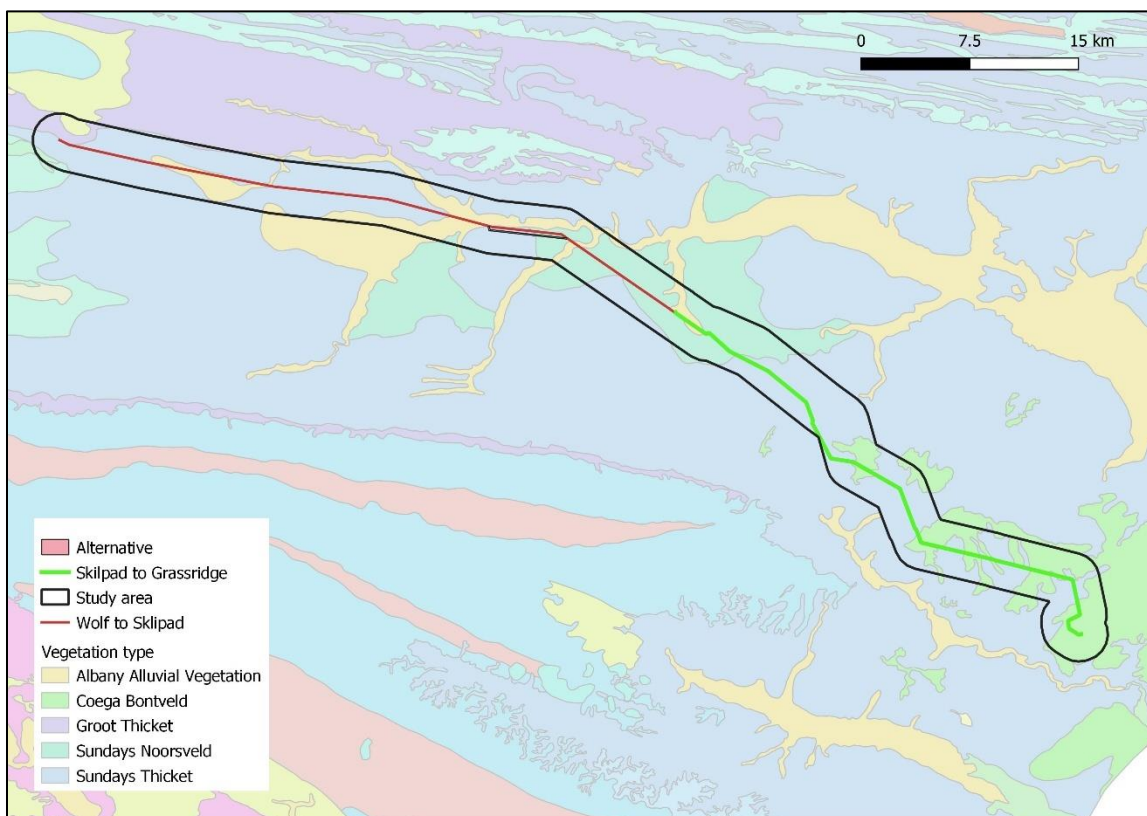 0 7.5 15 km
Alternative
Skilpad to Grassridge
Study area
Wolf to Sklipad
Vegetation type
Albany Alluvial Vegetation
Coega Bontveld
Groot Thicket
Sundays Noorsveld
Sundays Thicket